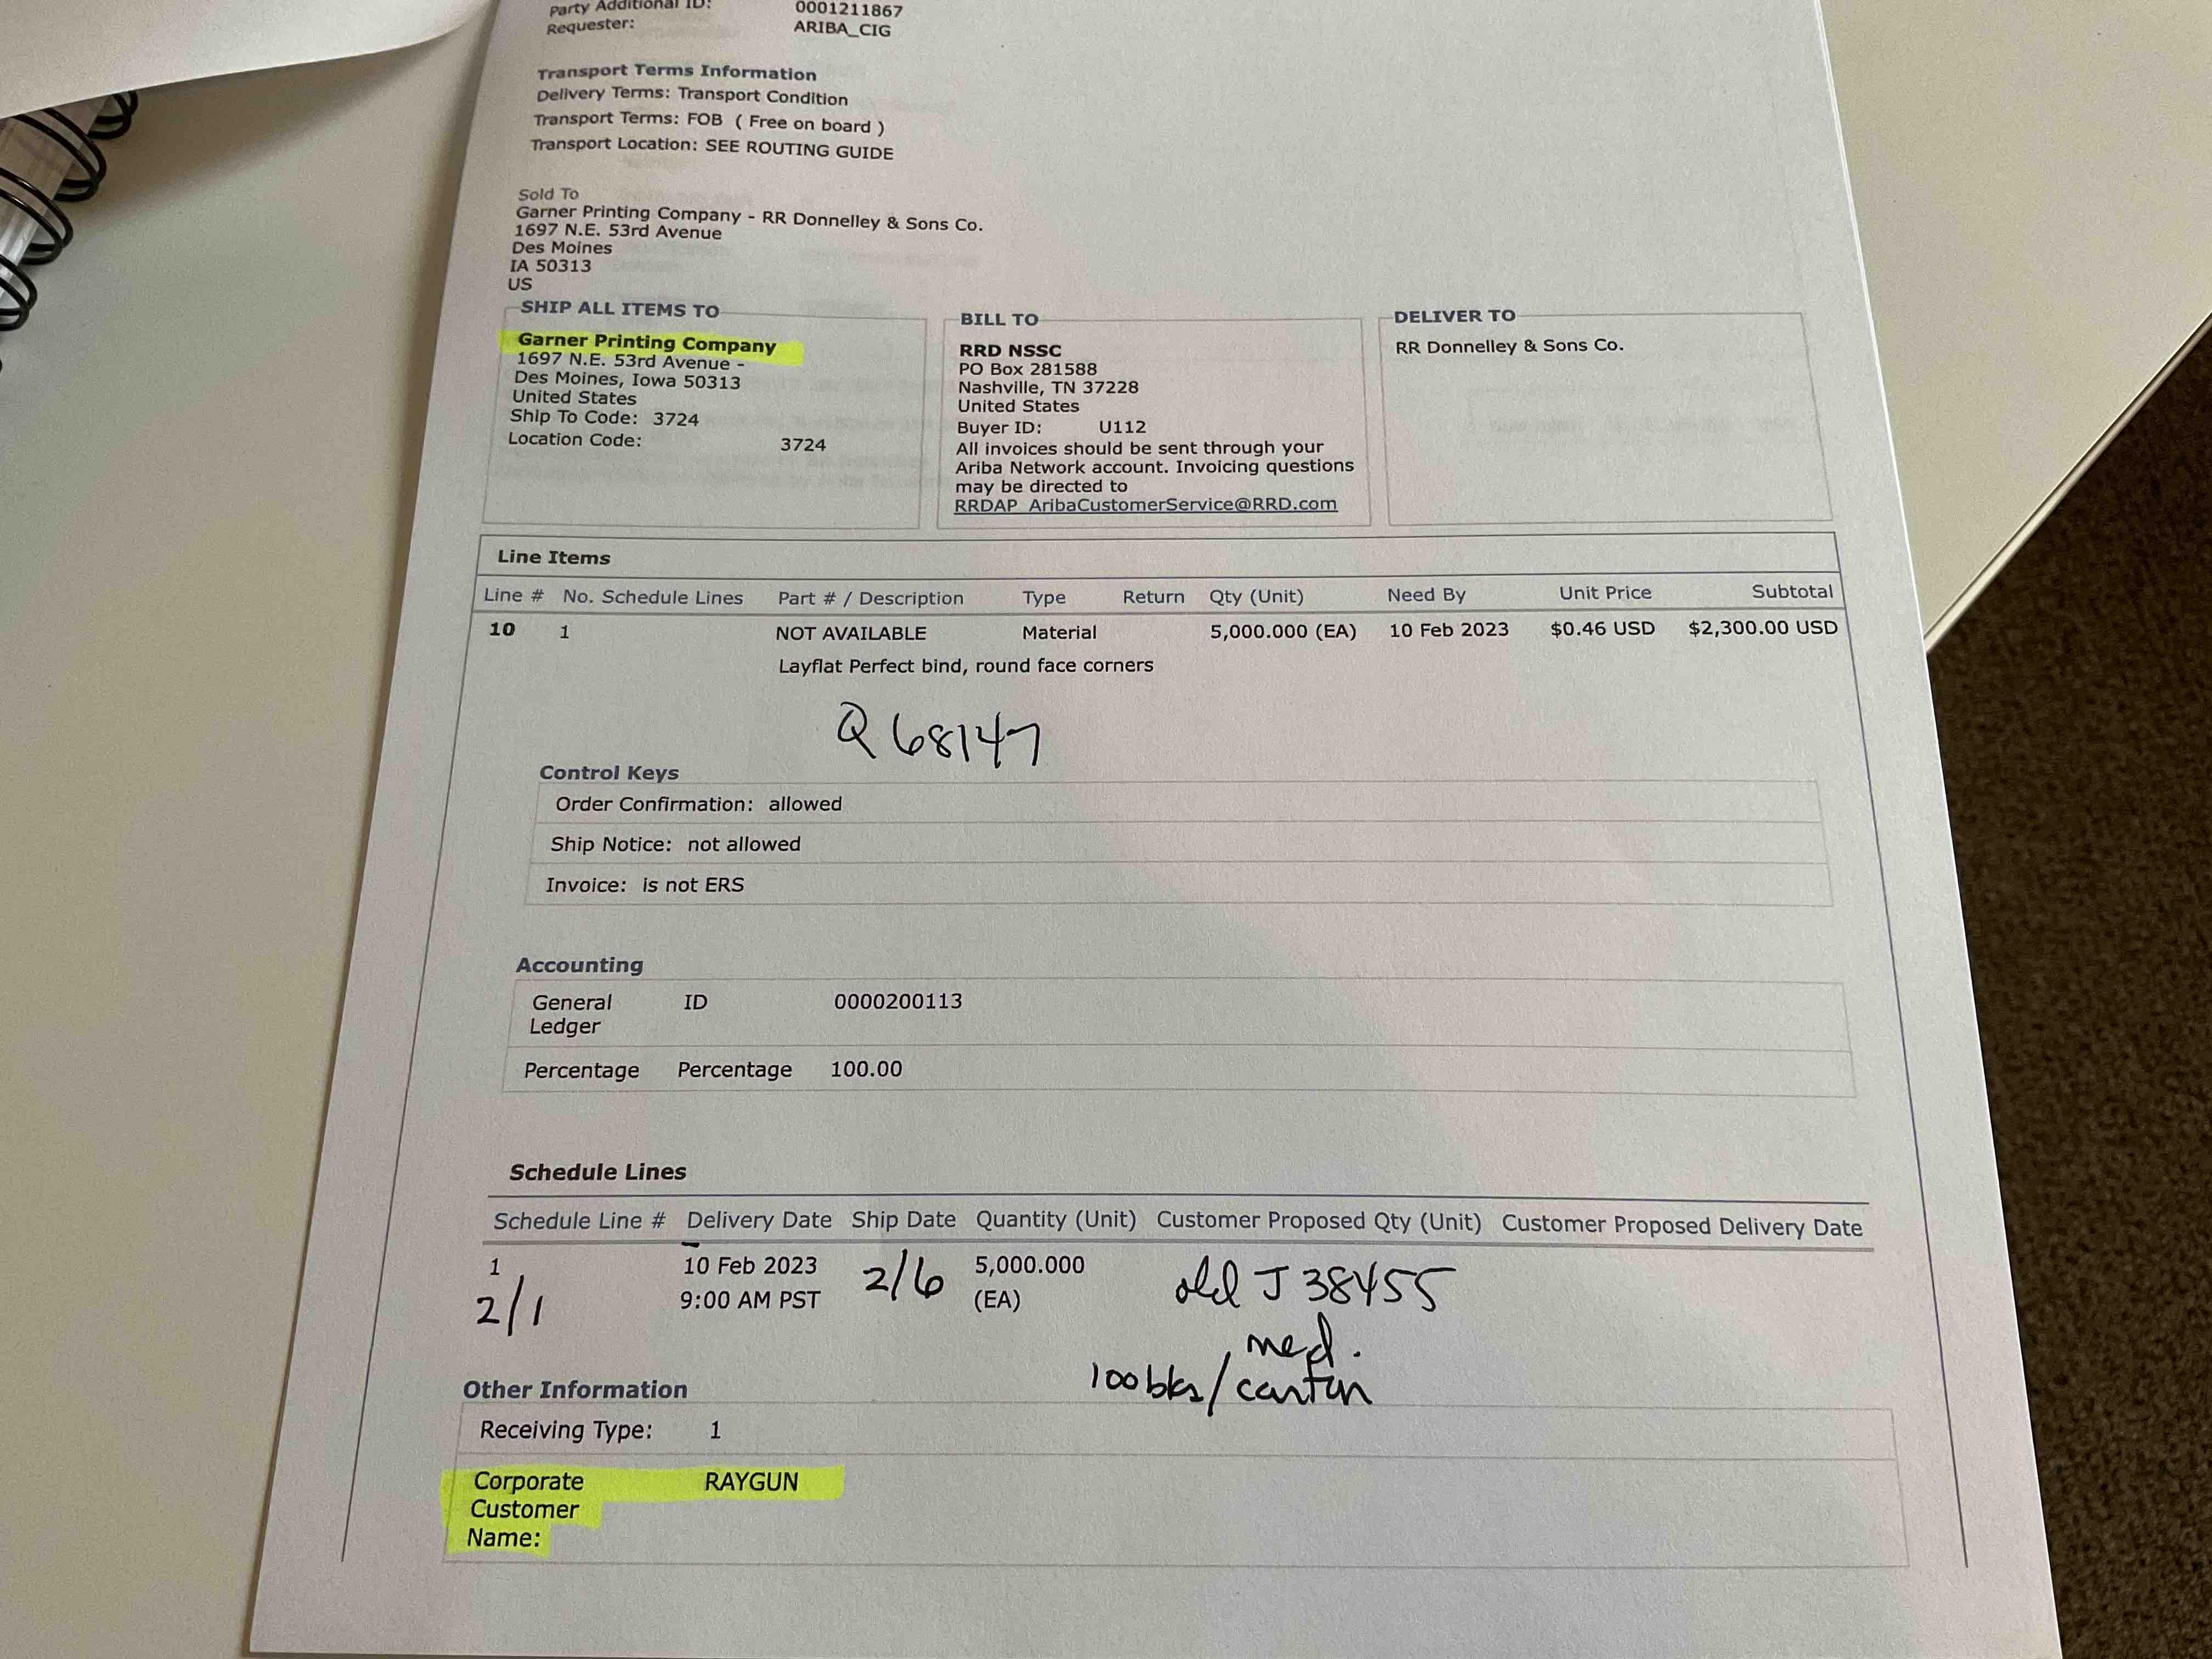 Party Additional ID: 0001211867
Requester: ARIBA_CIG
Transport Terms Information
Delivery Terms: Transport Condition
Transport Terms: FOB ( Free on board )
Transport Location: SEE ROUTING GUIDE
Sold To
Garner Printing Company - RR Donnelley & Sons Co.
1697 N.E. 53rd Avenue
Des Moines
IA 50313
US
SHIP ALL ITEMS TO
Garner Printing Company
1697 N.E. 53rd Avenue -
Des Moines, Iowa 50313
United States
Ship To Code: 3724
Location Code: 3724
BILL TO
RRD NSSC
PO Box 281588
Nashville, TN 37228
United States
Buyer ID: U112
All invoices should be sent through your
Ariba Network account. Invoicing questions
may be directed to
RRDAP_AribaCustomerService@RRD.com
DELIVER TO
RR Donnelley & Sons Co.
Line Items
Line # No. Schedule Lines Part # / Description Type Return Qty (Unit) Need By Unit Price Subtotal
10 1 NOT AVAILABLE Material 5,000.000 (EA) 10 Feb 2023 $0.46 USD $2,300.00 USD
Layflat Perfect bind, round face corners
Q 68147
Control Keys
Order Confirmation: allowed
Ship Notice: not allowed
Invoice: is not ERS
Accounting
General ID 0000200113
Ledger
Percentage Percentage 100.00
Schedule Lines
Schedule Line # Delivery Date Ship Date Quantity (Unit) Customer Proposed Qty (Unit) Customer Proposed Delivery Date
1 10 Feb 2023 2/6 5,000.000 old J 38455
2/1 9:00 AM PST (EA)
med.
100 bks/carton
Other Information
Receiving Type: 1
Corporate RAYGUN
Customer
Name: